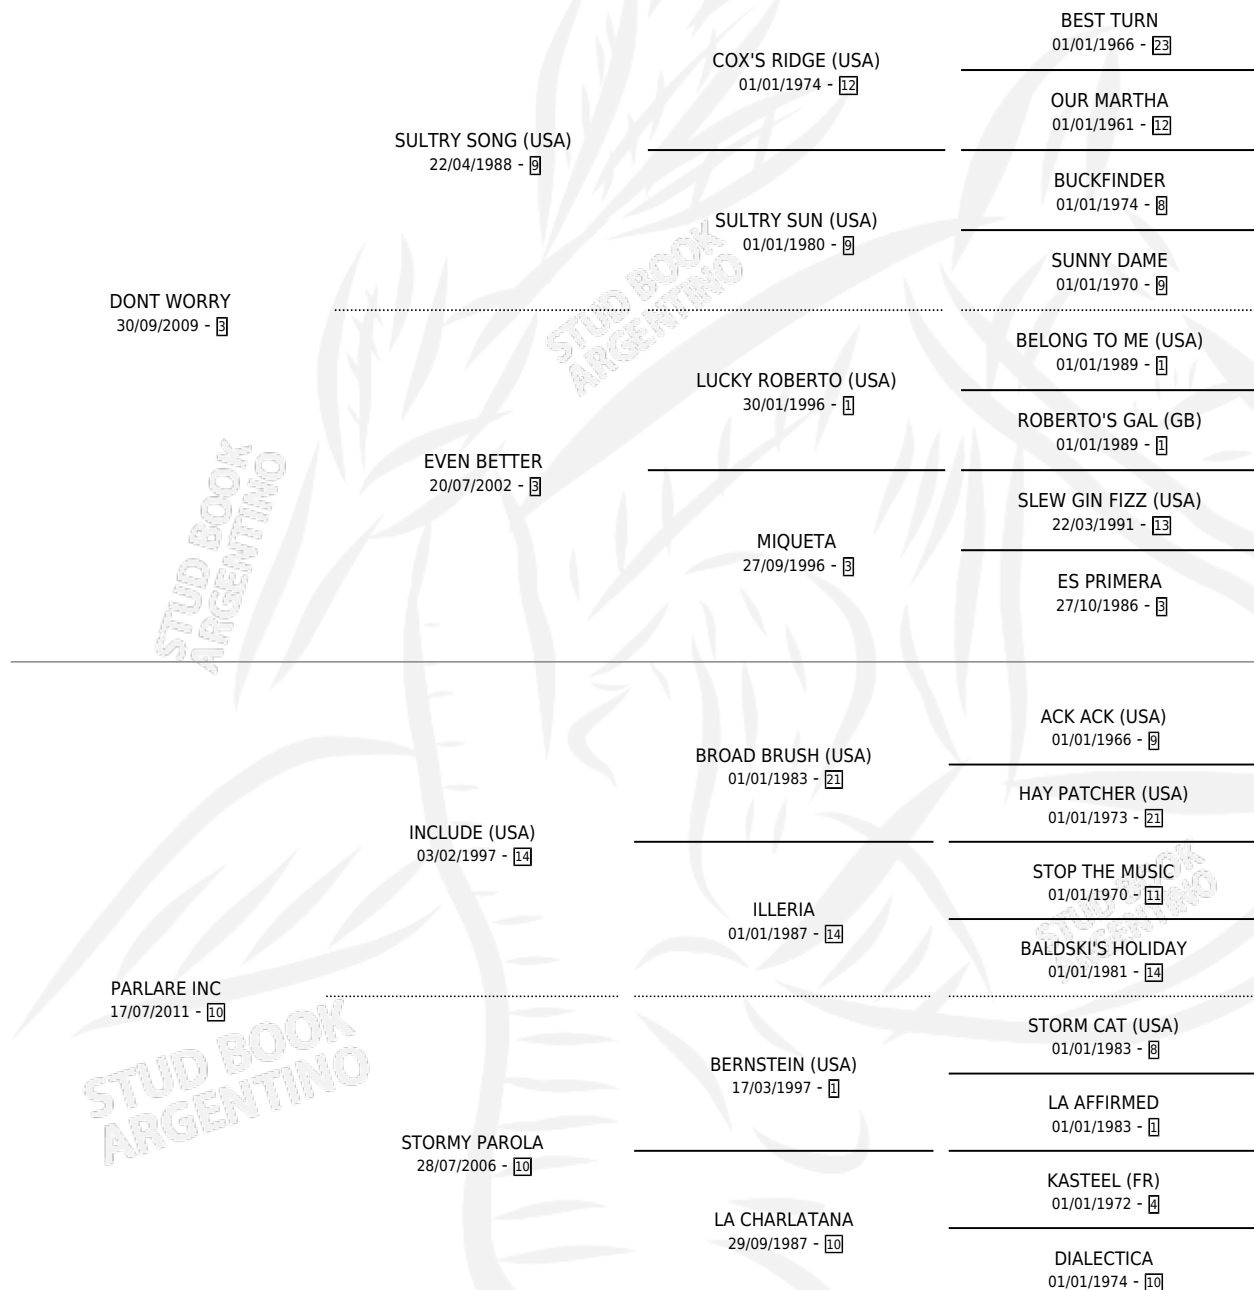 BEST TURN
01/01/1966 - 23
COX'S RIDGE (USA)
01/01/1974 - 12
OUR MARTHA
01/01/1961 - 12
SULTRY SONG (USA)
22/04/1988 - 9
BUCKFINDER
01/01/1974 - 8
SULTRY SUN (USA)
01/01/1980 - 9
SUNNY DAME
01/01/1970 - 9
DONT WORRY
30/09/2009 - 3
BELONG TO ME (USA)
01/01/1989 - 1
LUCKY ROBERTO (USA)
30/01/1996 - 1
ROBERTO'S GAL (GB)
01/01/1989 - 1
EVEN BETTER
20/07/2002 - 3
SLEW GIN FIZZ (USA)
22/03/1991 - 13
MIQUETA
27/09/1996 - 3
ES PRIMERA
27/10/1986 - 3
ACK ACK (USA)
01/01/1966 - 9
BROAD BRUSH (USA)
01/01/1983 - 21
HAY PATCHER (USA)
01/01/1973 - 21
INCLUDE (USA)
03/02/1997 - 14
STOP THE MUSIC
01/01/1970 - 11
ILLERIA
01/01/1987 - 14
BALDSKI'S HOLIDAY
01/01/1981 - 14
PARLARE INC
17/07/2011 - 10
STORM CAT (USA)
01/01/1983 - 8
BERNSTEIN (USA)
17/03/1997 - 1
LA AFFIRMED
01/01/1983 - 1
STORMY PAROLA
28/07/2006 - 10
KASTEEL (FR)
01/01/1972 - 4
LA CHARLATANA
29/09/1987 - 10
DIALECTICA
01/01/1974 - 10
STUD BOOK
ARGENTINO
STUD BOOK
ARGENTINO
STUD BOOK
ARGENTINO
STUD BOOK
ARGENTINO